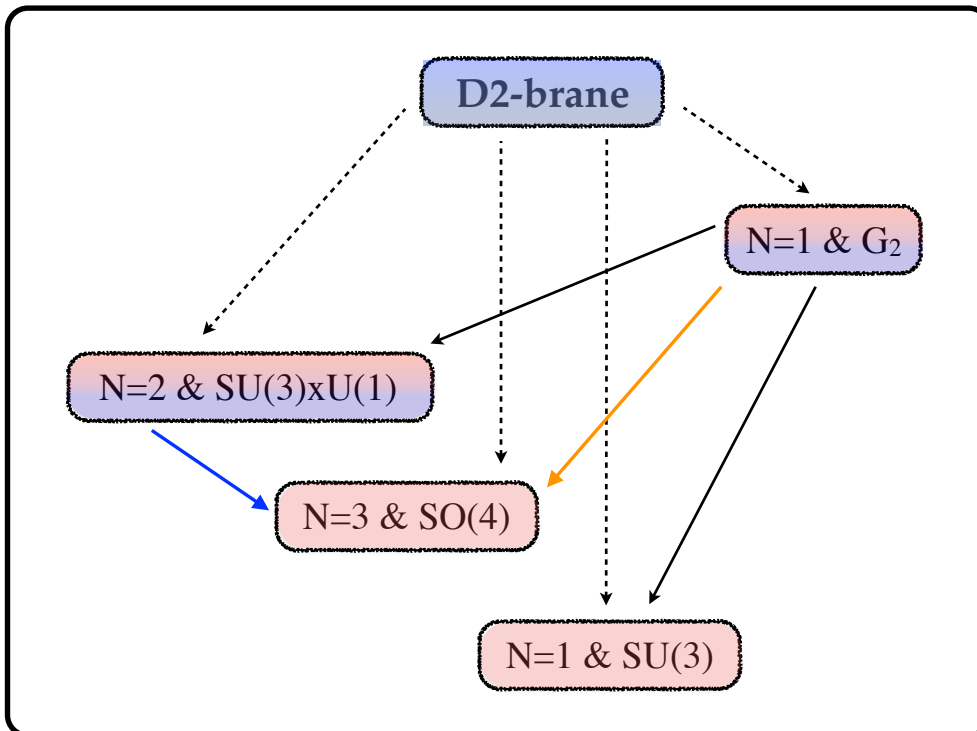 D2-brane
N=1 & G₂
N=2 & SU(3)xU(1)
N=3 & SO(4)
N=1 & SU(3)